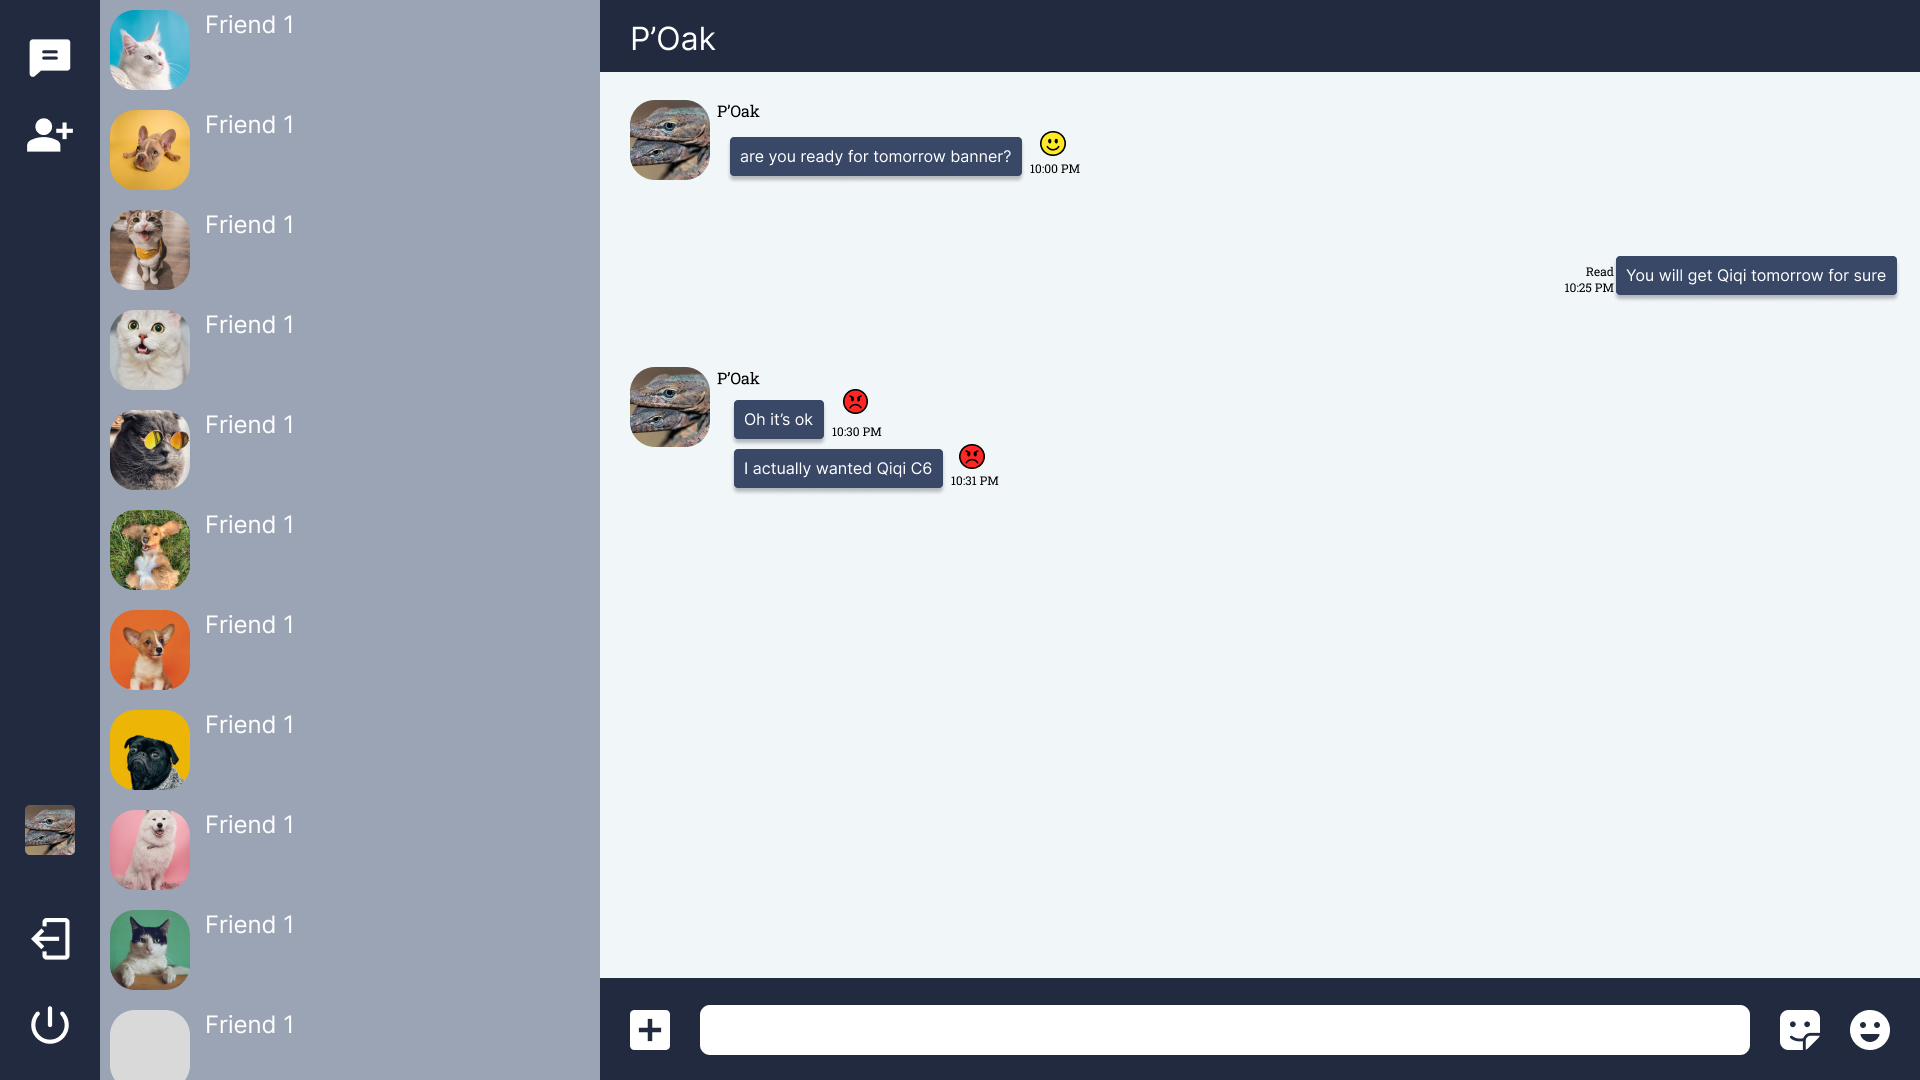 Friend 1
Friend 1
Friend 1
Friend 1
Friend 1
Friend 1
Friend 1
Friend 1
Friend 1
Friend 1
Friend 1
P’Oak
P’Oak
are you ready for tomorrow banner?
10:00 PM
Read
10:25 PM
You will get Qiqi tomorrow for sure
P’Oak
Oh it’s ok
10:30 PM
I actually wanted Qiqi C6
10:31 PM